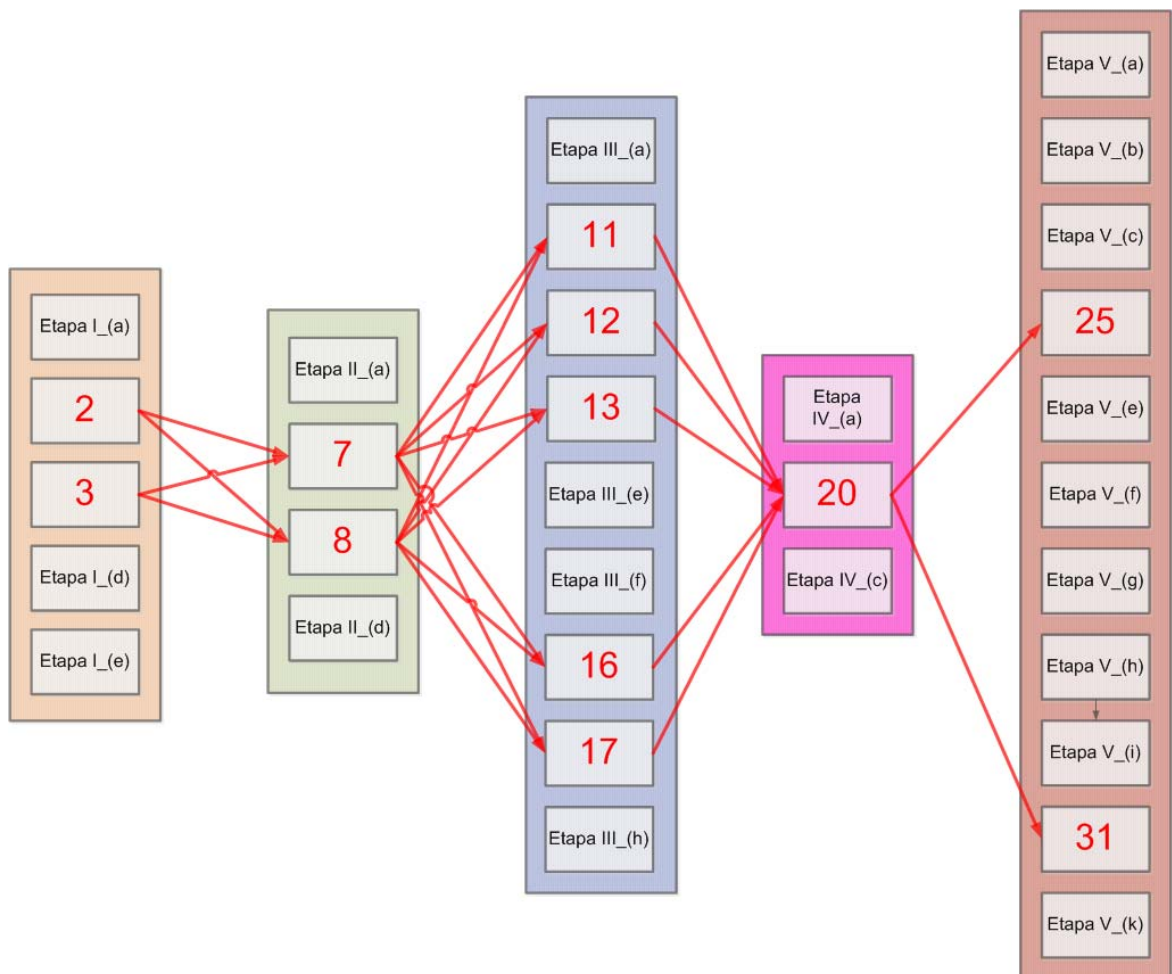 Etapa I_(a)
2
3
Etapa I_(d)
Etapa I_(e)
Etapa II_(a)
7
8
Etapa II_(d)
Etapa III_(a)
11
12
13
Etapa III_(e)
Etapa III_(f)
16
17
Etapa III_(h)
Etapa
IV_(a)
20
Etapa IV_(c)
Etapa V_(a)
Etapa V_(b)
Etapa V_(c)
25
Etapa V_(e)
Etapa V_(f)
Etapa V_(g)
Etapa V_(h)
Etapa V_(i)
31
Etapa V_(k)